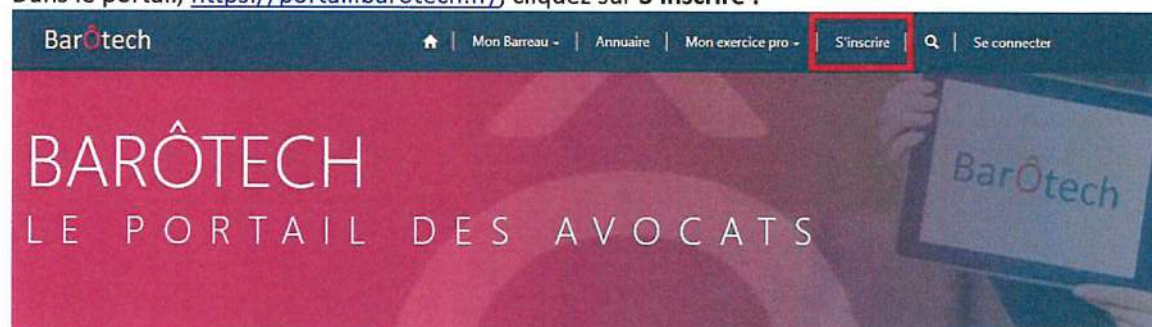 Dans le portail, https://portail.barotech.fr/, cliquez sur S'inscrire :
BarÔtech
Mon Barreau
Annuaire
Mon exercice pro
S'inscrire
Se connecter
BARÔTECH
LE PORTAIL DES AVOCATS
BarÔtech